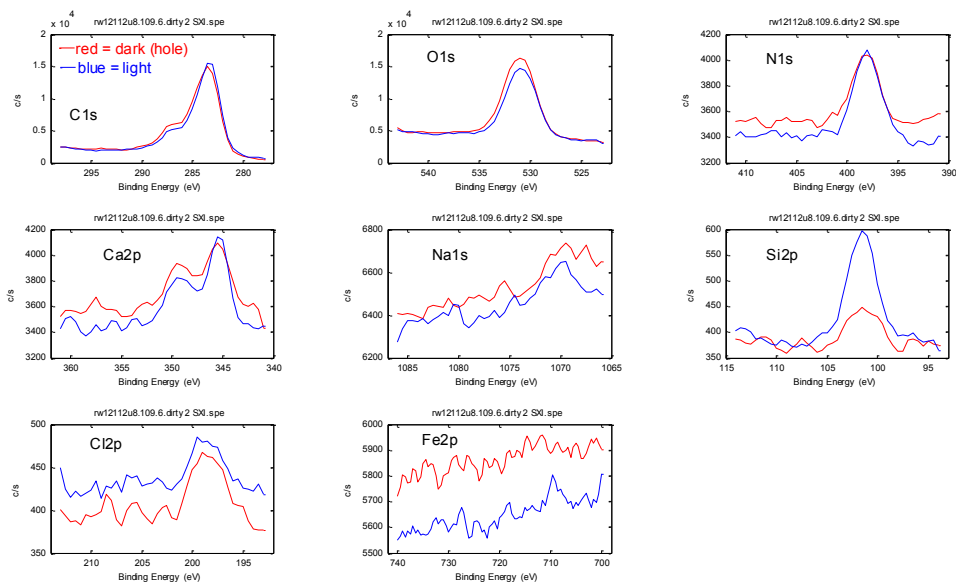 rw12112u8.109.6.dirty2 SXI.spe
x 10^4
2
1.5
1
0.5
0
c/s
red = dark (hole)
blue = light
C1s
295 290 285 280
Binding Energy (eV)
rw12112u8.109.6.dirty2 SXI.spe
x 10^4
2
1.5
1
0.5
0
c/s
O1s
540 535 530 525
Binding Energy (eV)
rw12112u8.109.6.dirty2 SXI.spe
4200
4000
3800
3600
3400
3200
c/s
N1s
410 405 400 395 390
Binding Energy (eV)
rw12112u8.109.6.dirty2 SXI.spe
4200
4000
3800
3600
3400
3200
c/s
Ca2p
360 355 350 345 340
Binding Energy (eV)
rw12112u8.109.6.dirty2 SXI.spe
6800
6600
6400
6200
c/s
Na1s
1085 1080 1075 1070 1065
Binding Energy (eV)
rw12112u8.109.6.dirty2 SXI.spe
600
550
500
450
400
350
c/s
Si2p
115 110 105 100 95
Binding Energy (eV)
rw12112u8.109.6.dirty2 SXI.spe
500
450
400
350
c/s
Cl2p
210 205 200 195
Binding Energy (eV)
rw12112u8.109.6.dirty2 SXI.spe
6000
5900
5800
5700
5600
5500
c/s
Fe2p
740 730 720 710 700
Binding Energy (eV)